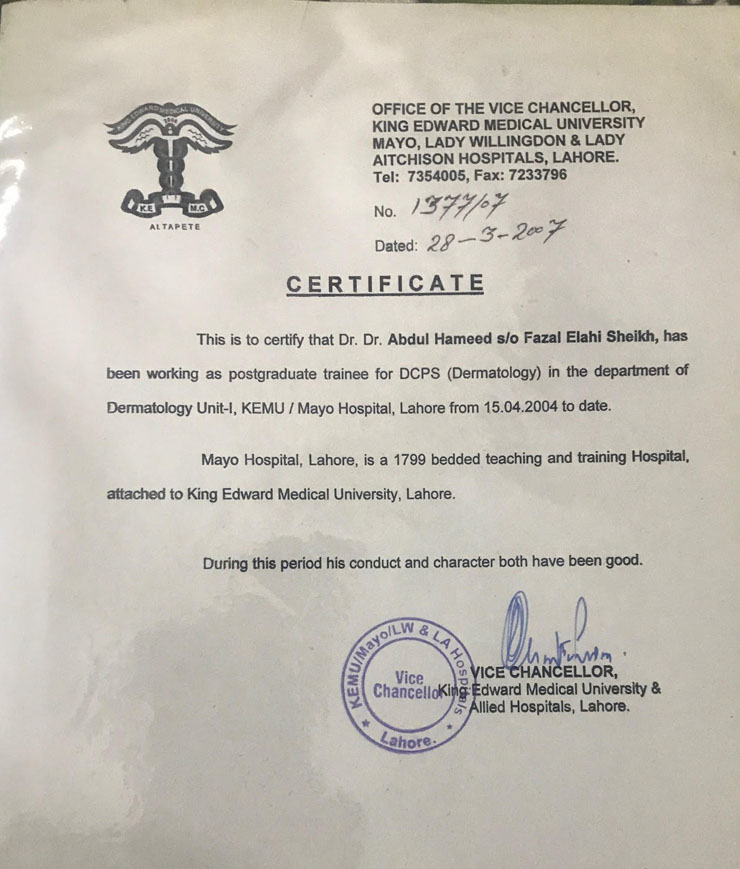 KING EDWARD MEDICAL UNIVERSITY
K.E.
M.C.
ALTAPETE
OFFICE OF THE VICE CHANCELLOR,
KING EDWARD MEDICAL UNIVERSITY
MAYO, LADY WILLINGDON & LADY
AITCHISON HOSPITALS, LAHORE.
Tel: 7354005, Fax: 7233796
No. 1377/07
Dated: 28-3-2007
CERTIFICATE
This is to certify that Dr. Dr. Abdul Hameed s/o Fazal Elahi Sheikh, has
been working as postgraduate trainee for DCPS (Dermatology) in the department of
Dermatology Unit-I, KEMU / Mayo Hospital, Lahore from 15.04.2004 to date.
Mayo Hospital, Lahore, is a 1799 bedded teaching and training Hospital,
attached to King Edward Medical University, Lahore.
During this period his conduct and character both have been good.
KEMU/Mayo/LW & LA Hospitals
Vice
Chancellor
Lahore.
VICE CHANCELLOR,
King Edward Medical University &
Allied Hospitals, Lahore.